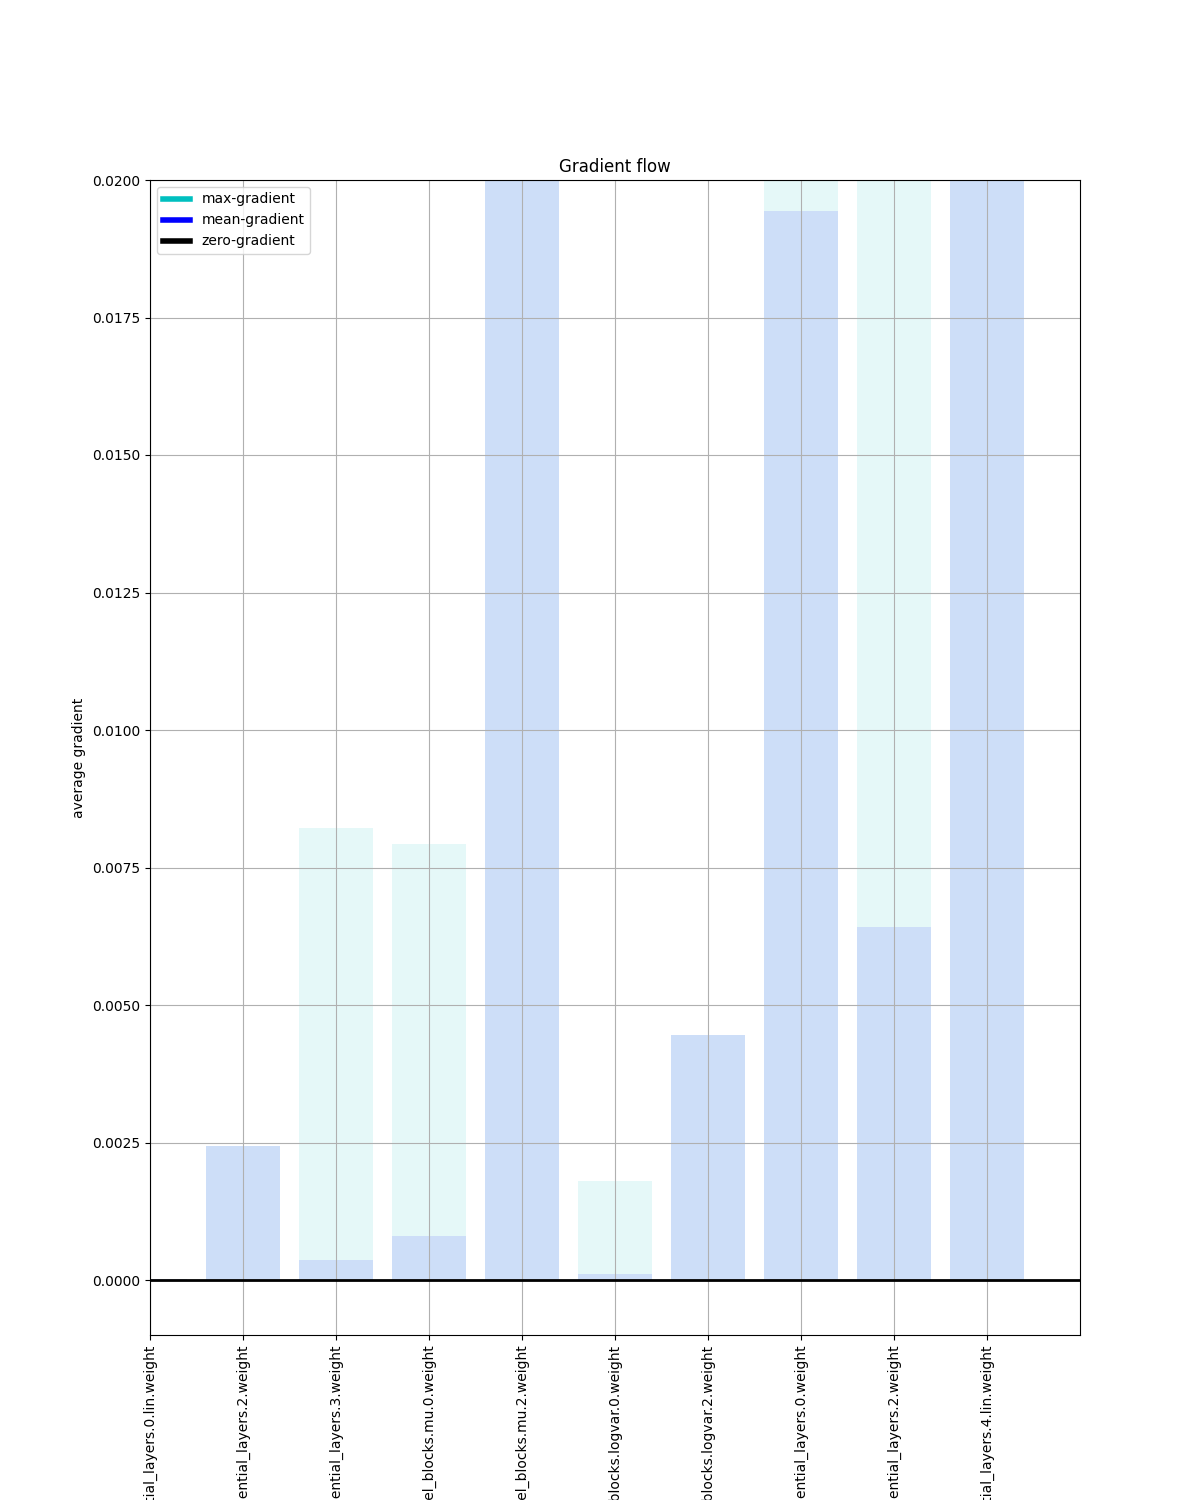 Gradient flow
max-gradient
mean-gradient
zero-gradient
0.0200
0.0175
0.0150
0.0125
0.0100
0.0075
0.0050
0.0025
0.0000
average gradient
tial_layers.0.lin.weight
ential_layers.2.weight
ential_layers.3.weight
el_blocks.mu.0.weight
el_blocks.mu.2.weight
blocks.logvar.0.weight
blocks.logvar.2.weight
ential_layers.0.weight
ential_layers.2.weight
tial_layers.4.lin.weight